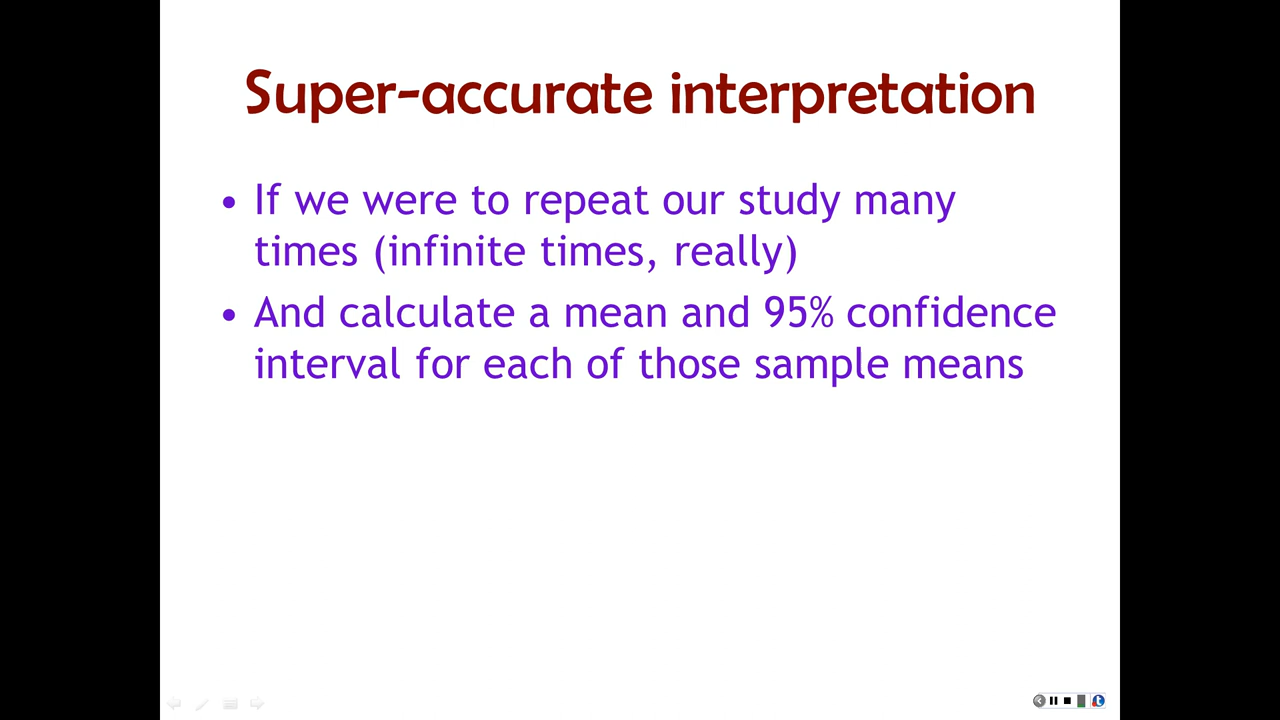 Super-accurate interpretation
• If we were to repeat our study many
times (infinite times, really)
• And calculate a mean and 95% confidence
interval for each of those sample means